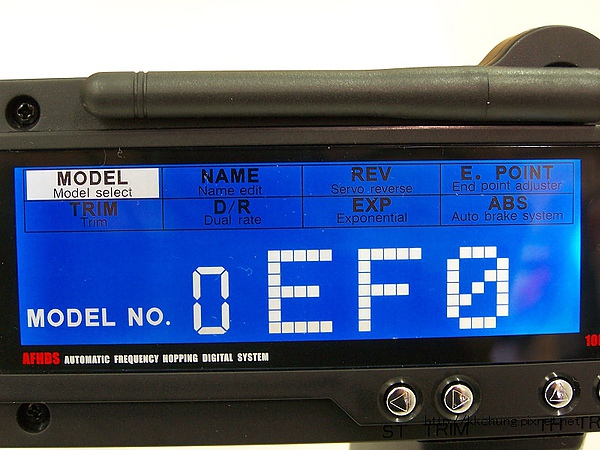 MODEL NAME REV E. POINT
Model select Name edit Servo reverse End point adjuster
TRIM D/R EXP ABS
Trim Dual rate Exponential Auto brake system
MODEL NO. 0 EF0
AFHDS AUTOMATIC FREQUENCY HOPPING DIGITAL SYSTEM
ST TRIM TH